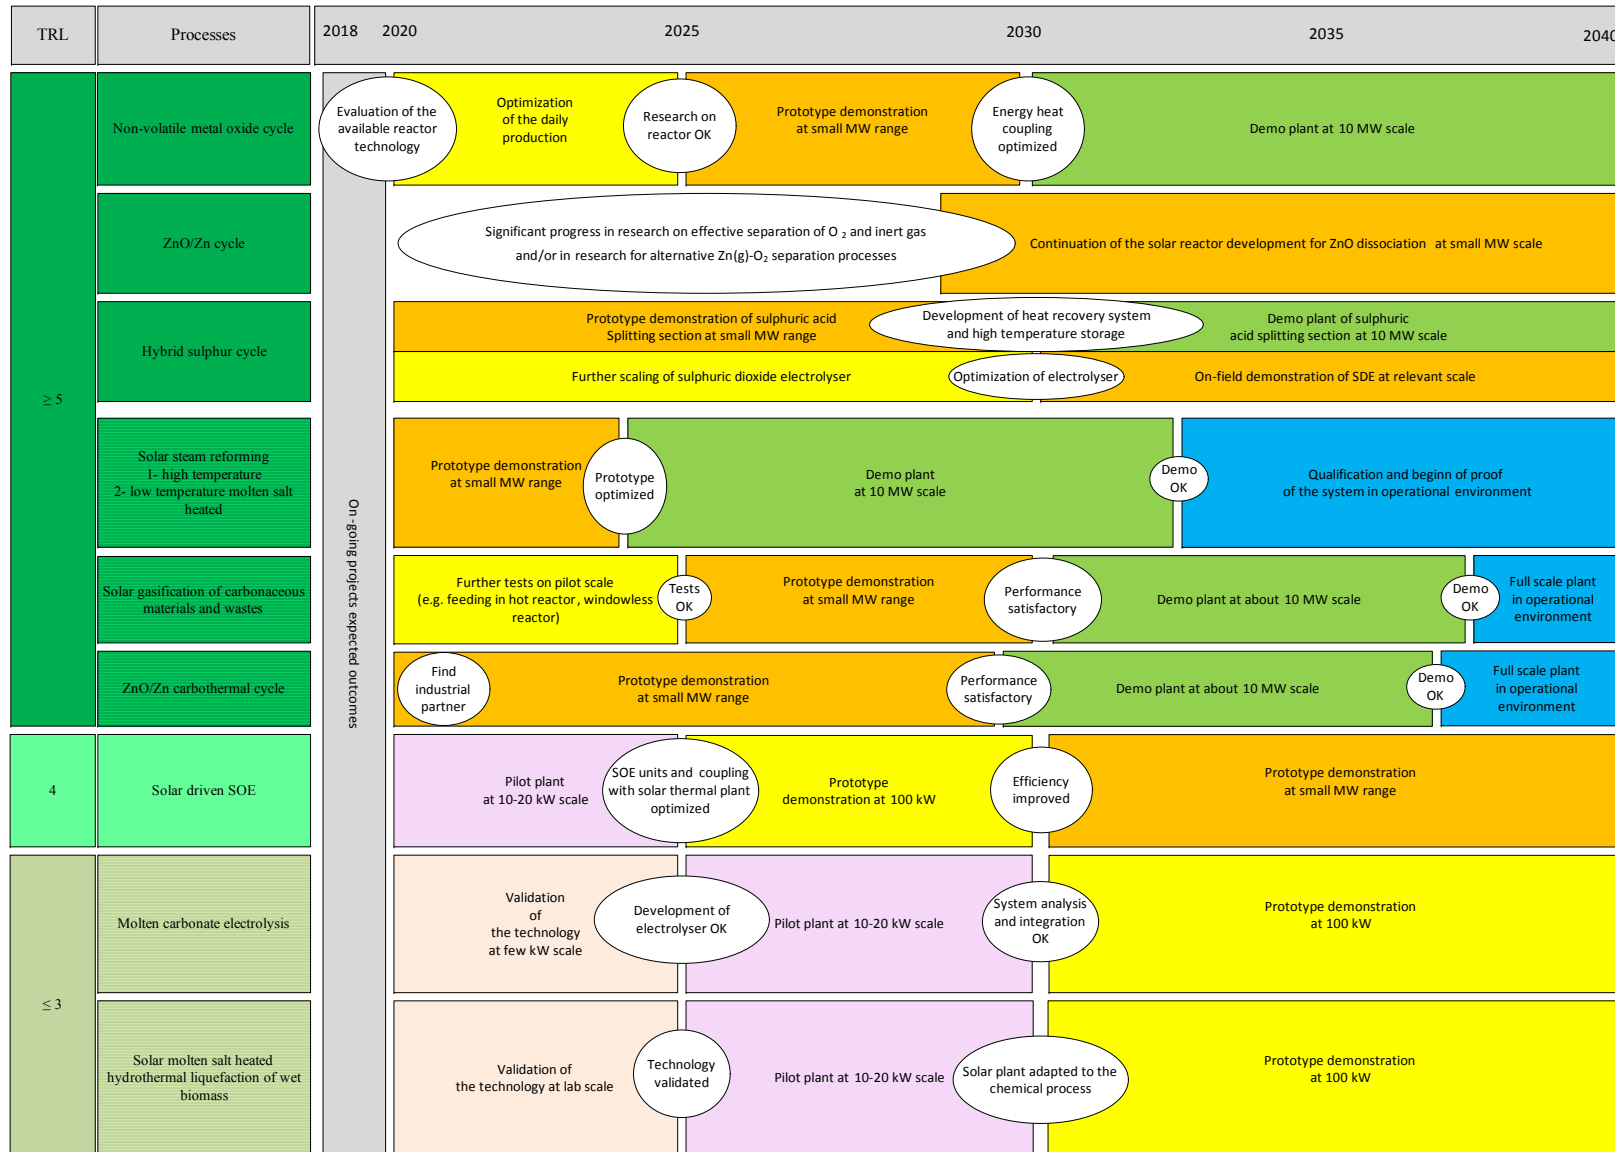 TRL
Processes
2018
2020
2025
2030
2035
2040
≥ 5
On-going projects expected outcomes
Non-volatile metal oxide cycle
Evaluation of the
available reactor
technology
Optimization
of the daily
production
Research on
reactor OK
Prototype demonstration
at small MW range
Energy heat
coupling
optimized
Demo plant at 10 MW scale
ZnO/Zn cycle
Significant progress in research on effective separation of O 2 and inert gas
and/or in research for alternative Zn(g)-O2 separation processes
Continuation of the solar reactor development for ZnO dissociation at small MW scale
Hybrid sulphur cycle
Prototype demonstration of sulphuric acid
Splitting section at small MW range
Development of heat recovery system
and high temperature storage
Demo plant of sulphuric
acid splitting section at 10 MW scale
Further scaling of sulphuric dioxide electrolyser
Optimization of electrolyser
On-field demonstration of SDE at relevant scale
Solar steam reforming
1- high temperature
2- low temperature molten salt
heated
Prototype demonstration
at small MW range
Prototype
optimized
Demo plant
at 10 MW scale
Demo
OK
Qualification and beginn of proof
of the system in operational environment
Solar gasification of carbonaceous
materials and wastes
Further tests on pilot scale
(e.g. feeding in hot reactor, windowless
reactor)
Tests
OK
Prototype demonstration
at small MW range
Performance
satisfactory
Demo plant at about 10 MW scale
Demo
OK
Full scale plant
in operational
environment
ZnO/Zn carbothermal cycle
Find
industrial
partner
Prototype demonstration
at small MW range
Performance
satisfactory
Demo plant at about 10 MW scale
Demo
OK
Full scale plant
in operational
environment
4
Solar driven SOE
Pilot plant
at 10-20 kW scale
SOE units and coupling
with solar thermal plant
optimized
Prototype
demonstration at 100 kW
Efficiency
improved
Prototype demonstration
at small MW range
≤ 3
Molten carbonate electrolysis
Validation
of
the technology
at few kW scale
Development of
electrolyser OK
Pilot plant at 10-20 kW scale
System analysis
and integration
OK
Prototype demonstration
at 100 kW
Solar molten salt heated
hydrothermal liquefaction of wet
biomass
Validation of
the technology at lab scale
Technology
validated
Pilot plant at 10-20 kW scale
Solar plant adapted to the
chemical process
Prototype demonstration
at 100 kW